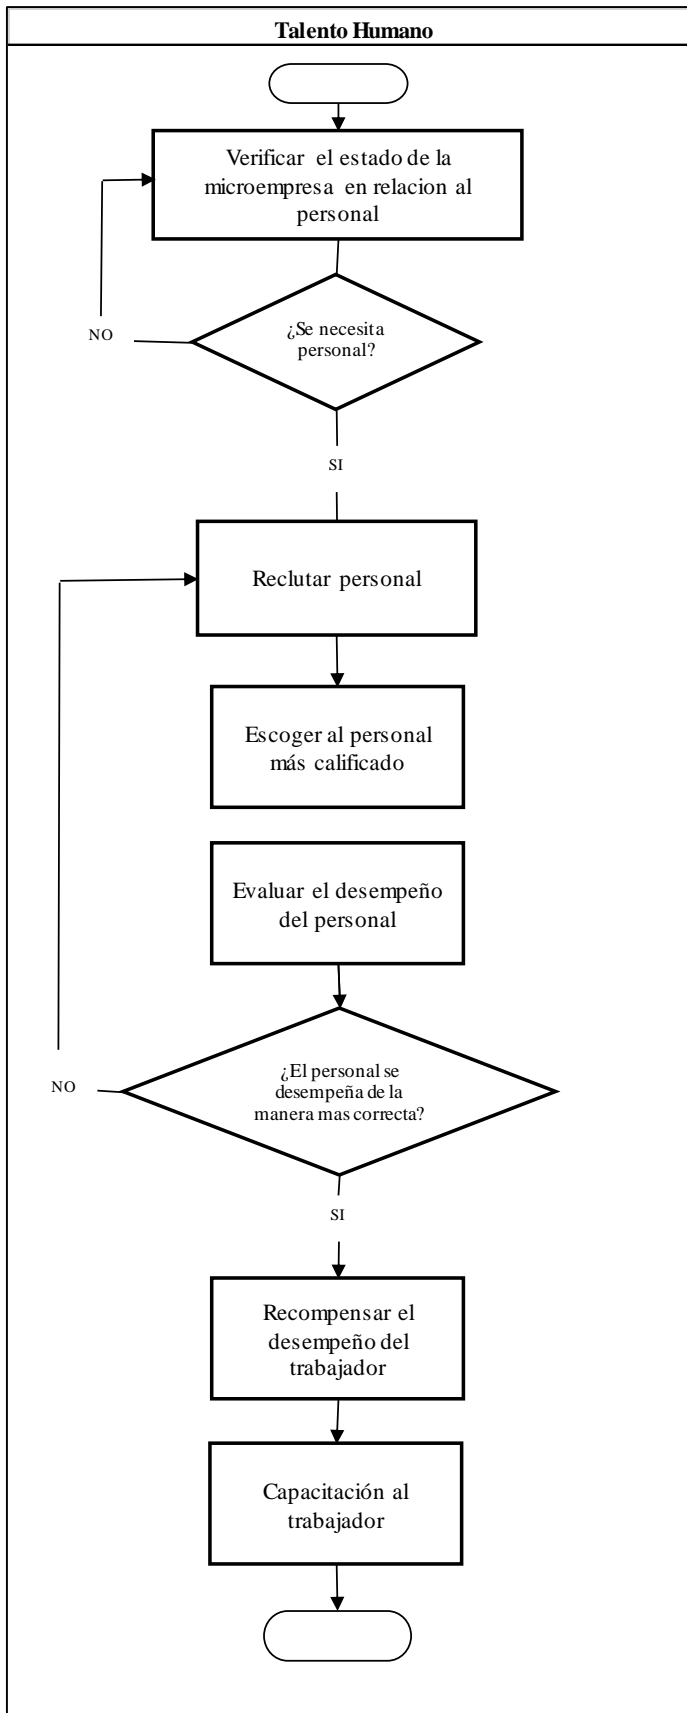 Talento Humano
Verificar el estado de la
microempresa en relacion al
personal
¿Se necesita
personal?
NO
SI
Reclutar personal
Escoger al personal
más calificado
Evaluar el desempeño
del personal
¿El personal se
desempeña de la
manera mas correcta?
NO
SI
Recompensar el
desempeño del
trabajador
Capacitación al
trabajador